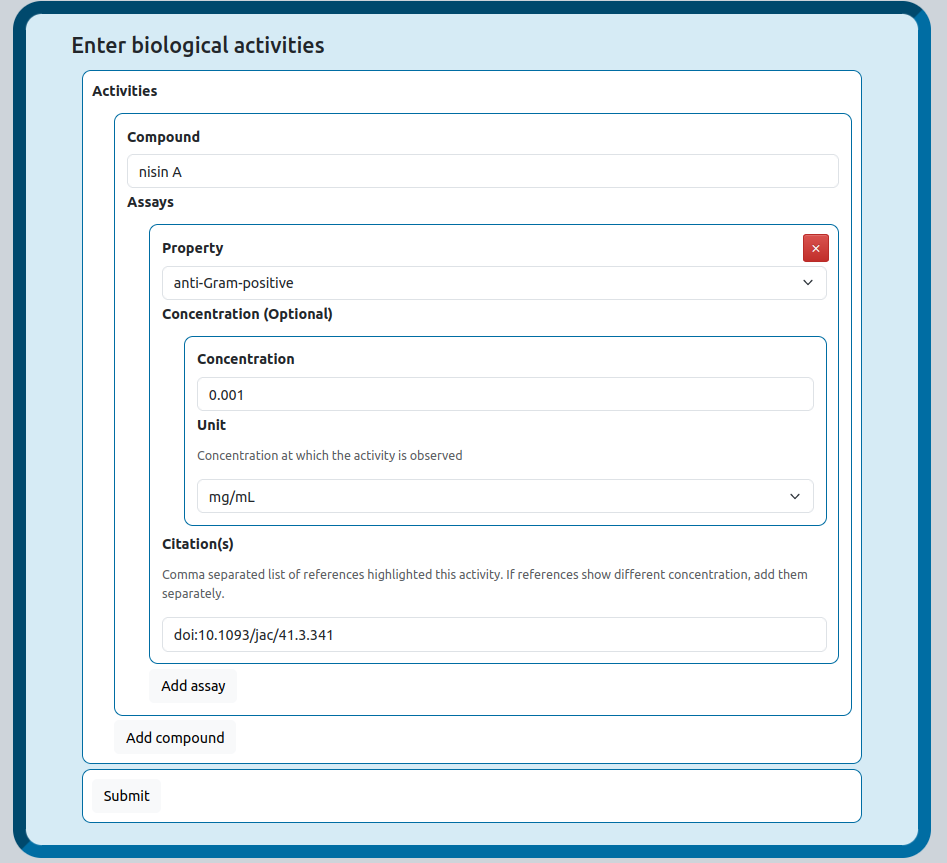 Enter biological activities
Activities
Compound
nisin A
Assays
Property
×
anti-Gram-positive
Concentration (Optional)
Concentration
0.001
Unit
Concentration at which the activity is observed
mg/mL
Citation(s)
Comma separated list of references highlighted this activity. If references show different concentration, add them
separately.
doi:10.1093/jac/41.3.341
Add assay
Add compound
Submit